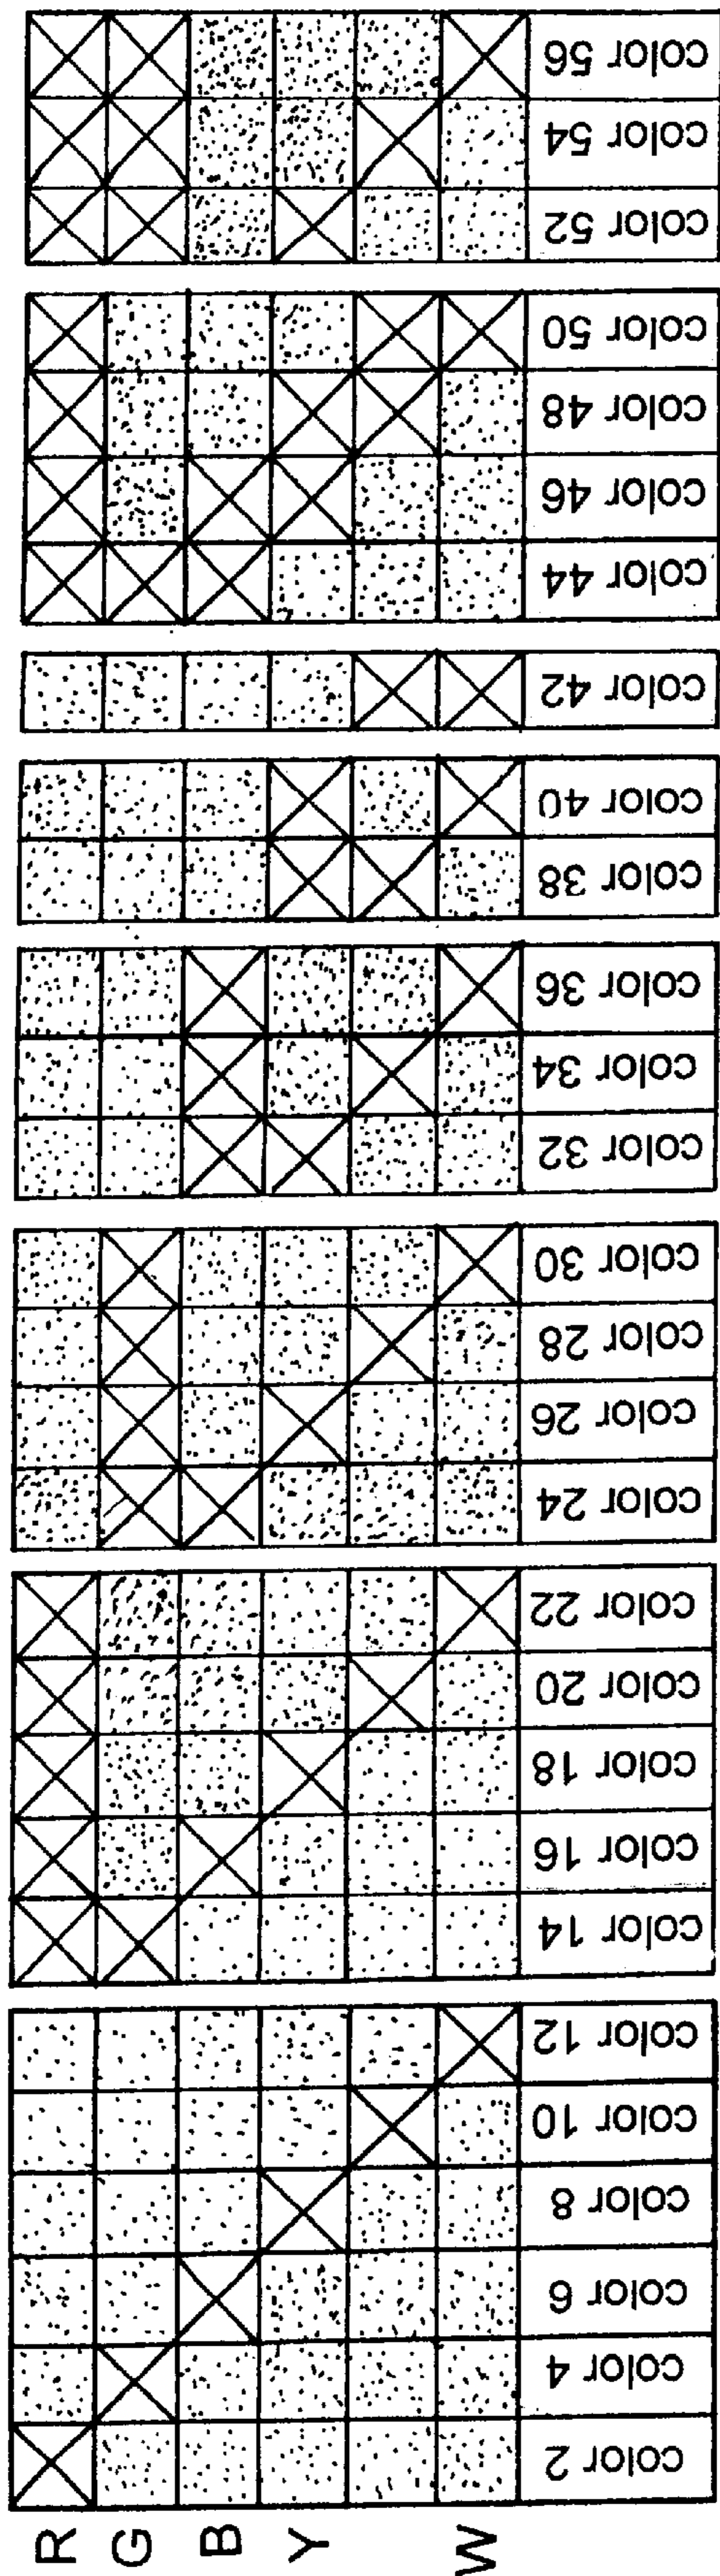 R
G
B
Y
W
color 2
color 4
color 6
color 8
color 10
color 12
color 14
color 16
color 18
color 20
color 22
color 24
color 26
color 28
color 30
color 32
color 34
color 36
color 38
color 40
color 42
color 44
color 46
color 48
color 50
color 52
color 54
color 56